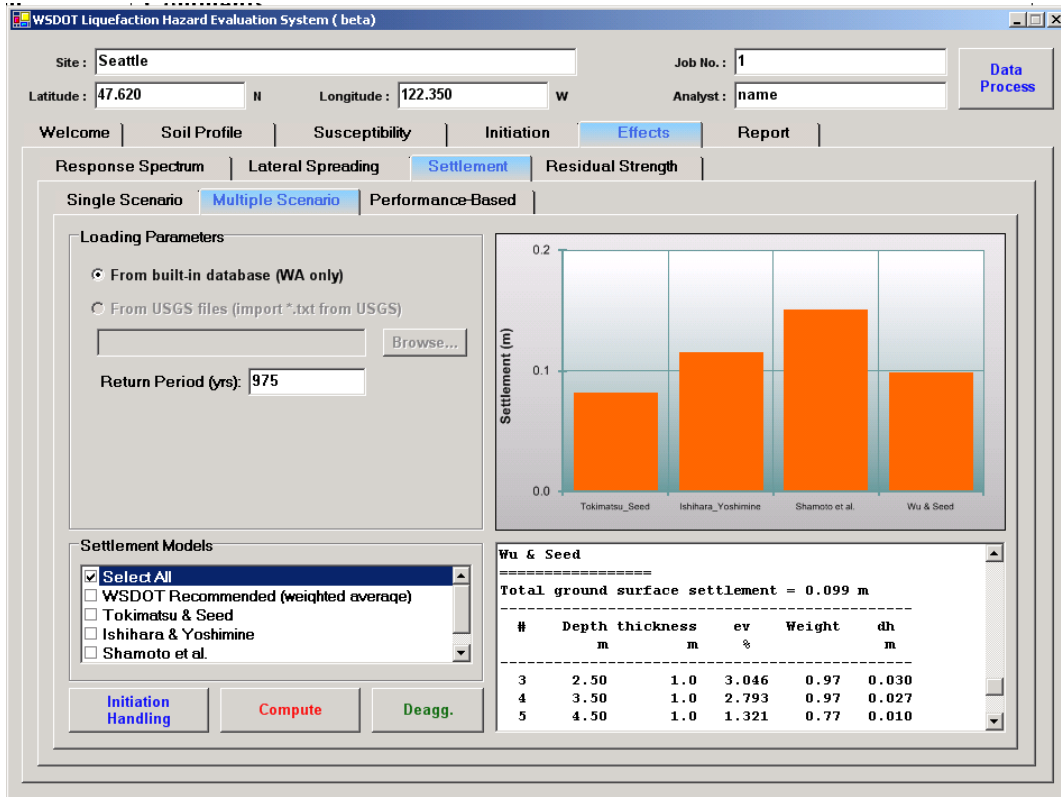 WSDOT Liquefaction Hazard Evaluation System ( beta)
Site : Seattle Job No. : 1
Data Process
Latitude : 47.620 N Longitude : 122.350 W Analyst : name
Welcome Soil Profile Susceptibility Initiation Effects Report
Response Spectrum Lateral Spreading Settlement Residual Strength
Single Scenario Multiple Scenario Performance-Based
Loading Parameters
From built-in database (WA only)
From USGS files (import *.txt from USGS)
Browse...
Return Period (yrs): 975
Settlement (m)
0.2
0.1
0.0
Tokimatsu_Seed Ishihara_Yoshimine Shamoto et al. Wu & Seed
Settlement Models
Select All
WSDOT Recommended (weighted average)
Tokimatsu & Seed
Ishihara & Yoshimine
Shamoto et al.
Initiation Handling
Compute
Deagg.
Wu & Seed
=================
Total ground surface settlement = 0.099 m
----------------------------------------------
# Depth thickness ev Weight dh
m m % m
----------------------------------------------
3 2.50 1.0 3.046 0.97 0.030
4 3.50 1.0 2.793 0.97 0.027
5 4.50 1.0 1.321 0.77 0.010